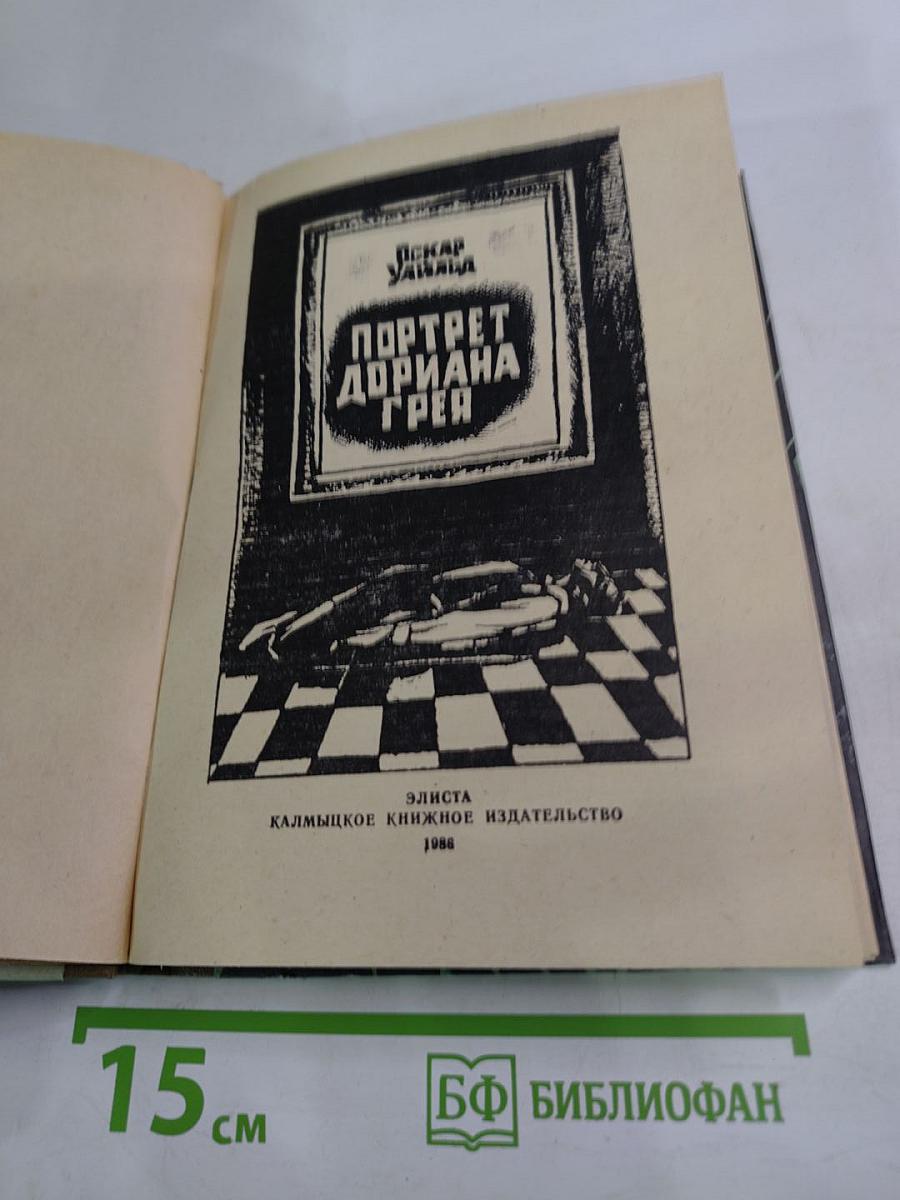 Оскар
Уайльд
ПОРТРЕТ
ДОРИАНА
ГРЕЯ
ЭЛИСТА
КАЛМЫЦКОЕ КНИЖНОЕ ИЗДАТЕЛЬСТВО
1986
15 см
БФ БИБЛИОФАН